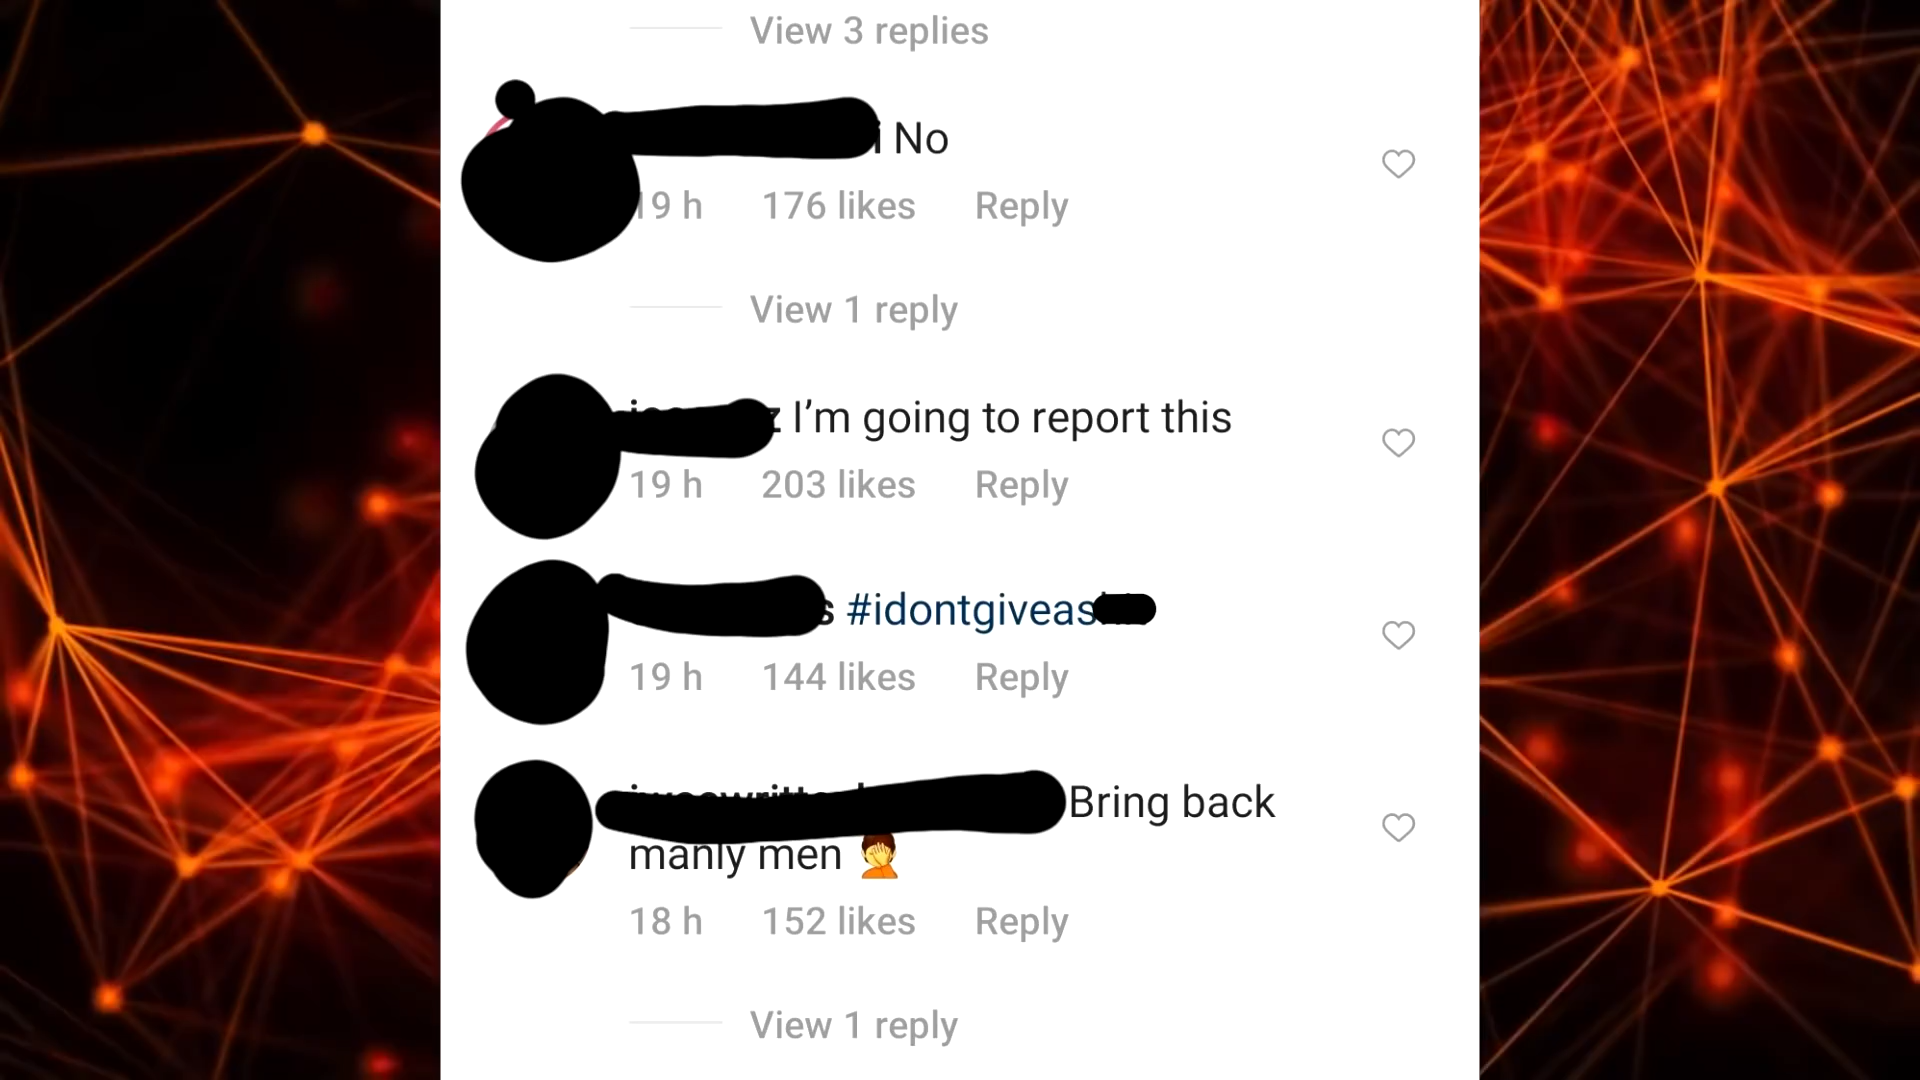 View 3 replies
No
19 h 176 likes Reply
View 1 reply
I’m going to report this
19 h 203 likes Reply
#idontgiveas
19 h 144 likes Reply
Bring back
manly men 🤦
18 h 152 likes Reply
View 1 reply